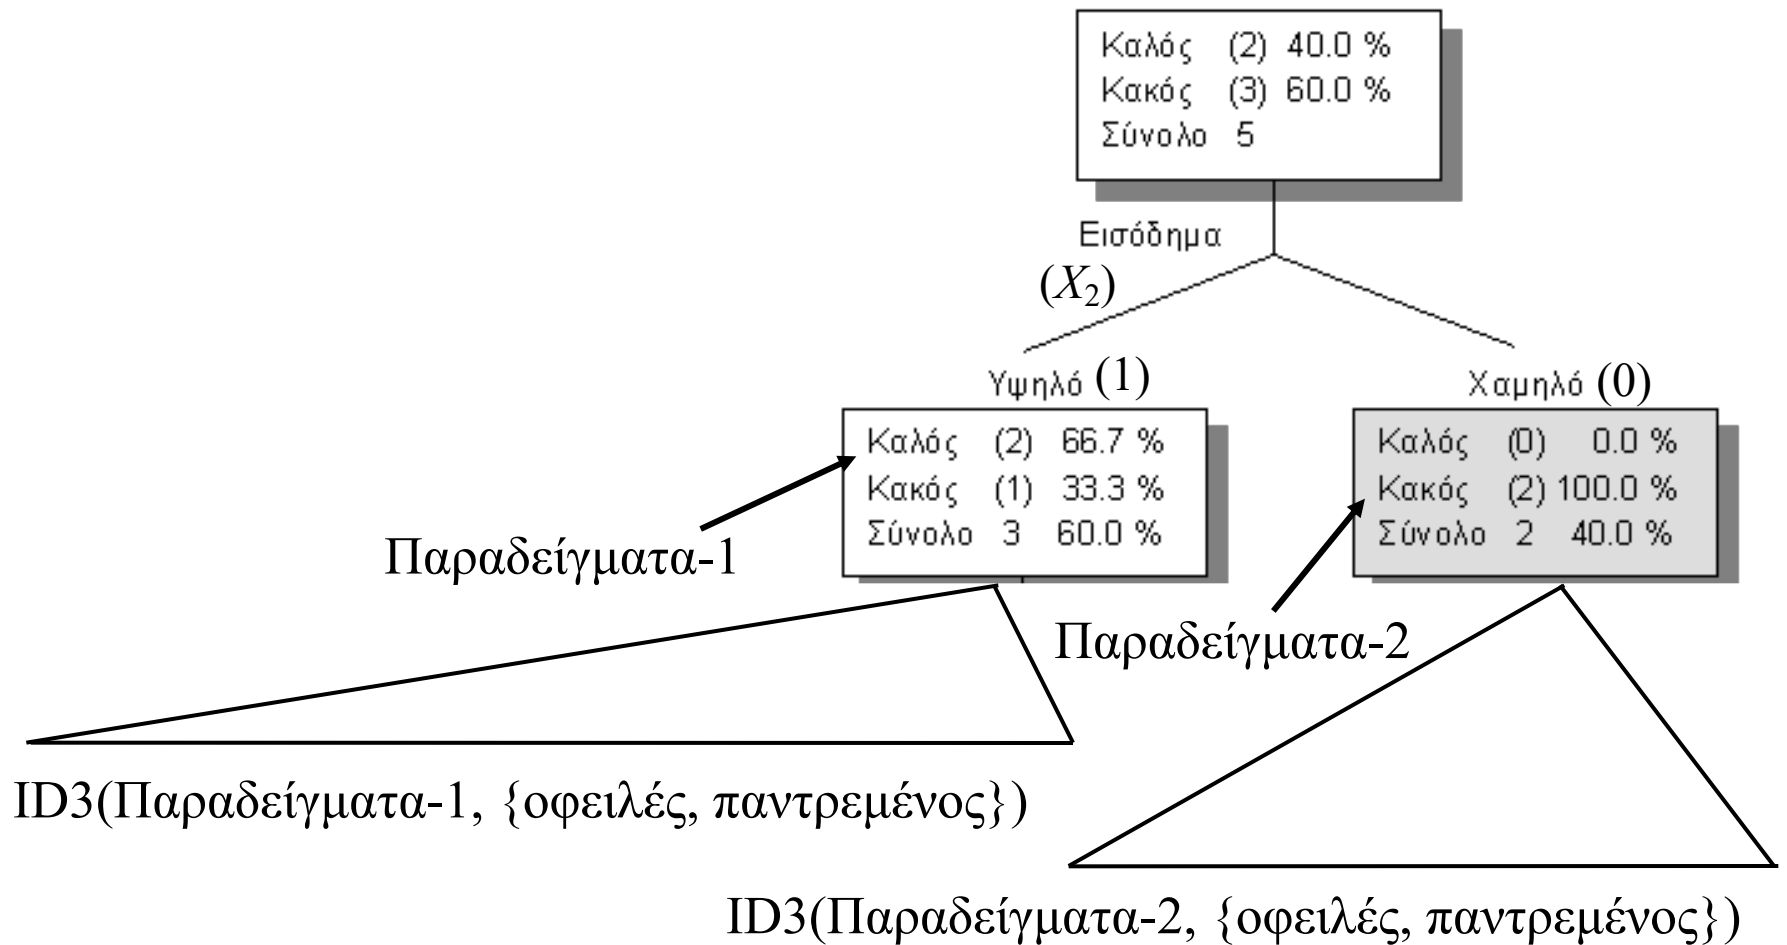 Καλός (2) 40.0 %
Κακός (3) 60.0 %
Σύνολο 5
Εισόδημα
(X₂)
Υψηλό (1)
Χαμηλό (0)
Καλός (2) 66.7 %
Κακός (1) 33.3 %
Σύνολο 3 60.0 %
Καλός (0) 0.0 %
Κακός (2) 100.0 %
Σύνολο 2 40.0 %
Παραδείγματα-1
Παραδείγματα-2
ID3(Παραδείγματα-1, {οφειλές, παντρεμένος})
ID3(Παραδείγματα-2, {οφειλές, παντρεμένος})